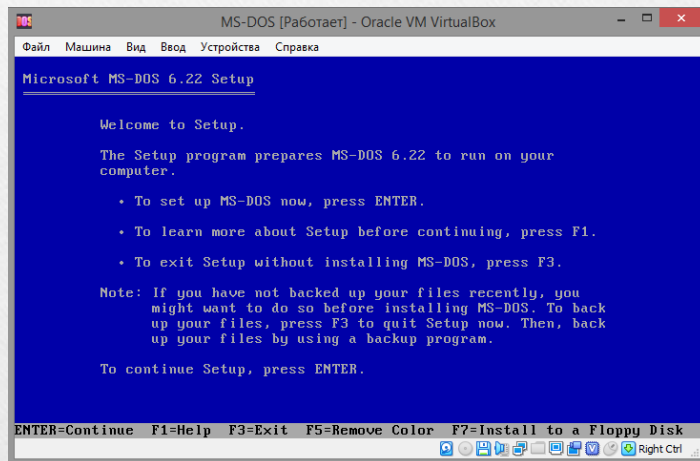 MS-DOS [Работает] - Oracle VM VirtualBox
Файл Машина Вид Ввод Устройства Справка
Microsoft MS-DOS 6.22 Setup
Welcome to Setup.
The Setup program prepares MS-DOS 6.22 to run on your
computer.
• To set up MS-DOS now, press ENTER.
• To learn more about Setup before continuing, press F1.
• To exit Setup without installing MS-DOS, press F3.
Note: If you have not backed up your files recently, you
might want to do so before installing MS-DOS. To back
up your files, press F3 to quit Setup now. Then, back
up your files by using a backup program.
To continue Setup, press ENTER.
ENTER=Continue F1=Help F3=Exit F5=Remove Color F7=Install to a Floppy Disk
Right Ctrl